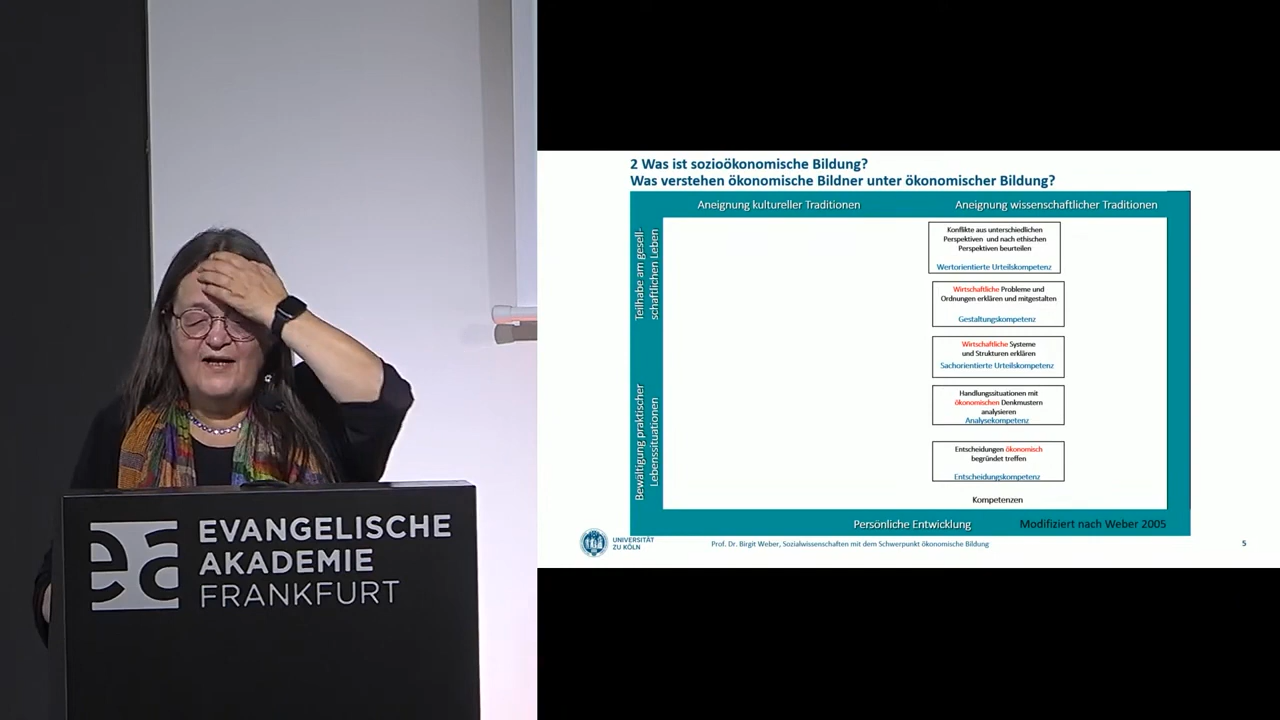 ea
EVANGELISCHE
AKADEMIE
FRANKFURT
2 Was ist sozioökonomische Bildung?
Was verstehen ökonomische Bildner unter ökonomischer Bildung?
Aneignung kultureller Traditionen
Aneignung wissenschaftlicher Traditionen
Teilhabe am gesell-
schaftlichen Leben
Bewältigung praktischer
Lebenssituationen
Konflikte aus unterschiedlichen
Perspektiven und nach ethischen
Perspektiven beurteilen
Wertorientierte Urteilskompetenz
Wirtschaftliche Probleme und
Ordnungen erklären und mitgestalten
Gestaltungskompetenz
Wirtschaftliche Systeme
und Strukturen erklären
Sachorientierte Urteilskompetenz
Handlungssituationen mit
ökonomischen Denkmustern
analysieren
Analysekompetenz
Entscheidungen ökonomisch
begründet treffen
Entscheidungskompetenz
Kompetenzen
Persönliche Entwicklung
Modifiziert nach Weber 2005
UNIVERSITÄT
ZU KÖLN
Prof. Dr. Birgit Weber, Sozialwissenschaften mit dem Schwerpunkt ökonomische Bildung
5